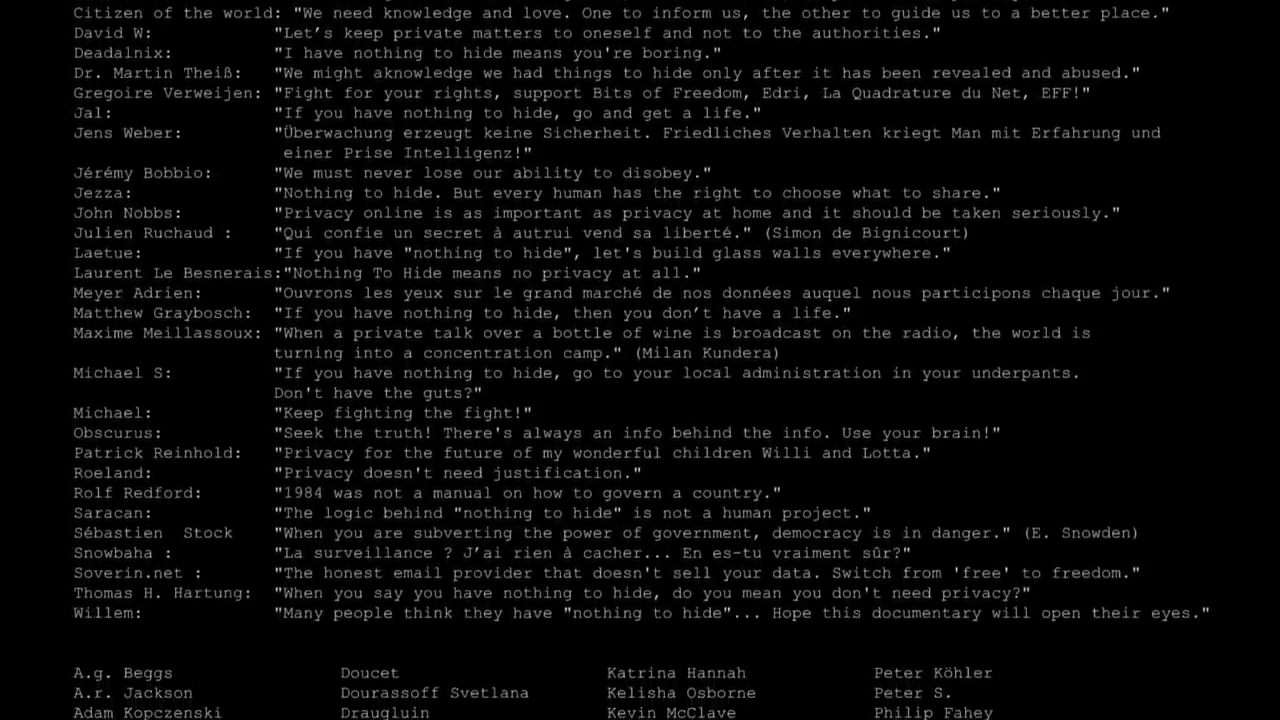 Citizen of the world: "We need knowledge and love. One to inform us, the other to guide us to a better place."
David W: "Let’s keep private matters to oneself and not to the authorities."
Deadalnix: "I have nothing to hide means you're boring."
Dr. Martin Theiß: "We might aknowledge we had things to hide only after it has been revealed and abused."
Gregoire Verweijen: "Fight for your rights, support Bits of Freedom, Edri, La Quadrature du Net, EFF!"
Jal: "If you have nothing to hide, go and get a life."
Jens Weber: "Überwachung erzeugt keine Sicherheit. Friedliches Verhalten kriegt Man mit Erfahrung und
einer Prise Intelligenz!"
Jérémy Bobbio: "We must never lose our ability to disobey."
Jezza: "Nothing to hide. But every human has the right to choose what to share."
John Nobbs: "Privacy online is as important as privacy at home and it should be taken seriously."
Julien Ruchaud : "Qui confie un secret à autrui vend sa liberté." (Simon de Bignicourt)
Laetue: "If you have "nothing to hide", let's build glass walls everywhere."
Laurent Le Besnerais:"Nothing To Hide means no privacy at all."
Meyer Adrien: "Ouvrons les yeux sur le grand marché de nos données auquel nous participons chaque jour."
Matthew Graybosch: "If you have nothing to hide, then you don’t have a life."
Maxime Meillassoux: "When a private talk over a bottle of wine is broadcast on the radio, the world is
turning into a concentration camp." (Milan Kundera)
Michael S: "If you have nothing to hide, go to your local administration in your underpants.
Don't have the guts?"
Michael: "Keep fighting the fight!"
Obscurus: "Seek the truth! There's always an info behind the info. Use your brain!"
Patrick Reinhold: "Privacy for the future of my wonderful children Willi and Lotta."
Roeland: "Privacy doesn't need justification."
Rolf Redford: "1984 was not a manual on how to govern a country."
Saracan: "The logic behind "nothing to hide" is not a human project."
Sébastien Stock "When you are subverting the power of government, democracy is in danger." (E. Snowden)
Snowbaha : "La surveillance ? J’ai rien à cacher... En es-tu vraiment sûr?"
Soverin.net : "The honest email provider that doesn't sell your data. Switch from 'free' to freedom."
Thomas H. Hartung: "When you say you have nothing to hide, do you mean you don't need privacy?"
Willem: "Many people think they have "nothing to hide"... Hope this documentary will open their eyes."
A.g. Beggs Doucet Katrina Hannah Peter Köhler
A.r. Jackson Dourassoff Svetlana Kelisha Osborne Peter S.
Adam Kopczenski Draugluin Kevin McClave Philip Fahey